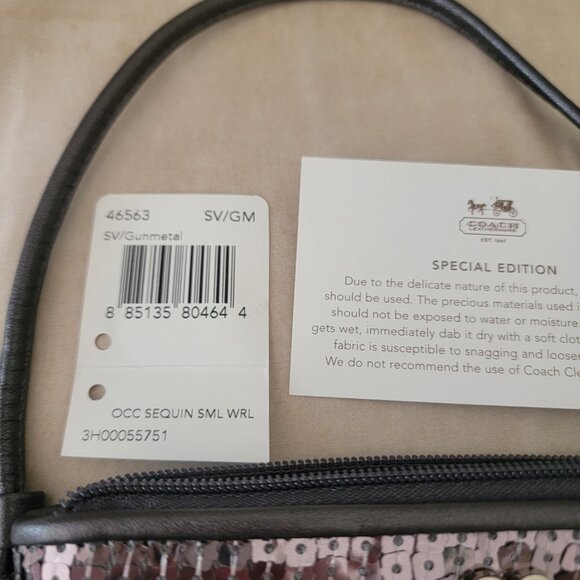 46563 SV/GM
SV/Gunmetal
8 85135 80464 4
OCC SEQUIN SML WRL
3H00055751
COACH
LEATHERWARE
EST. 1941
SPECIAL EDITION
Due to the delicate nature of this product,
should be used. The precious materials used i
should not be exposed to water or moisture
gets wet, immediately dab it dry with a soft clot
fabric is susceptible to snagging and loosen
We do not recommend the use of Coach Cle